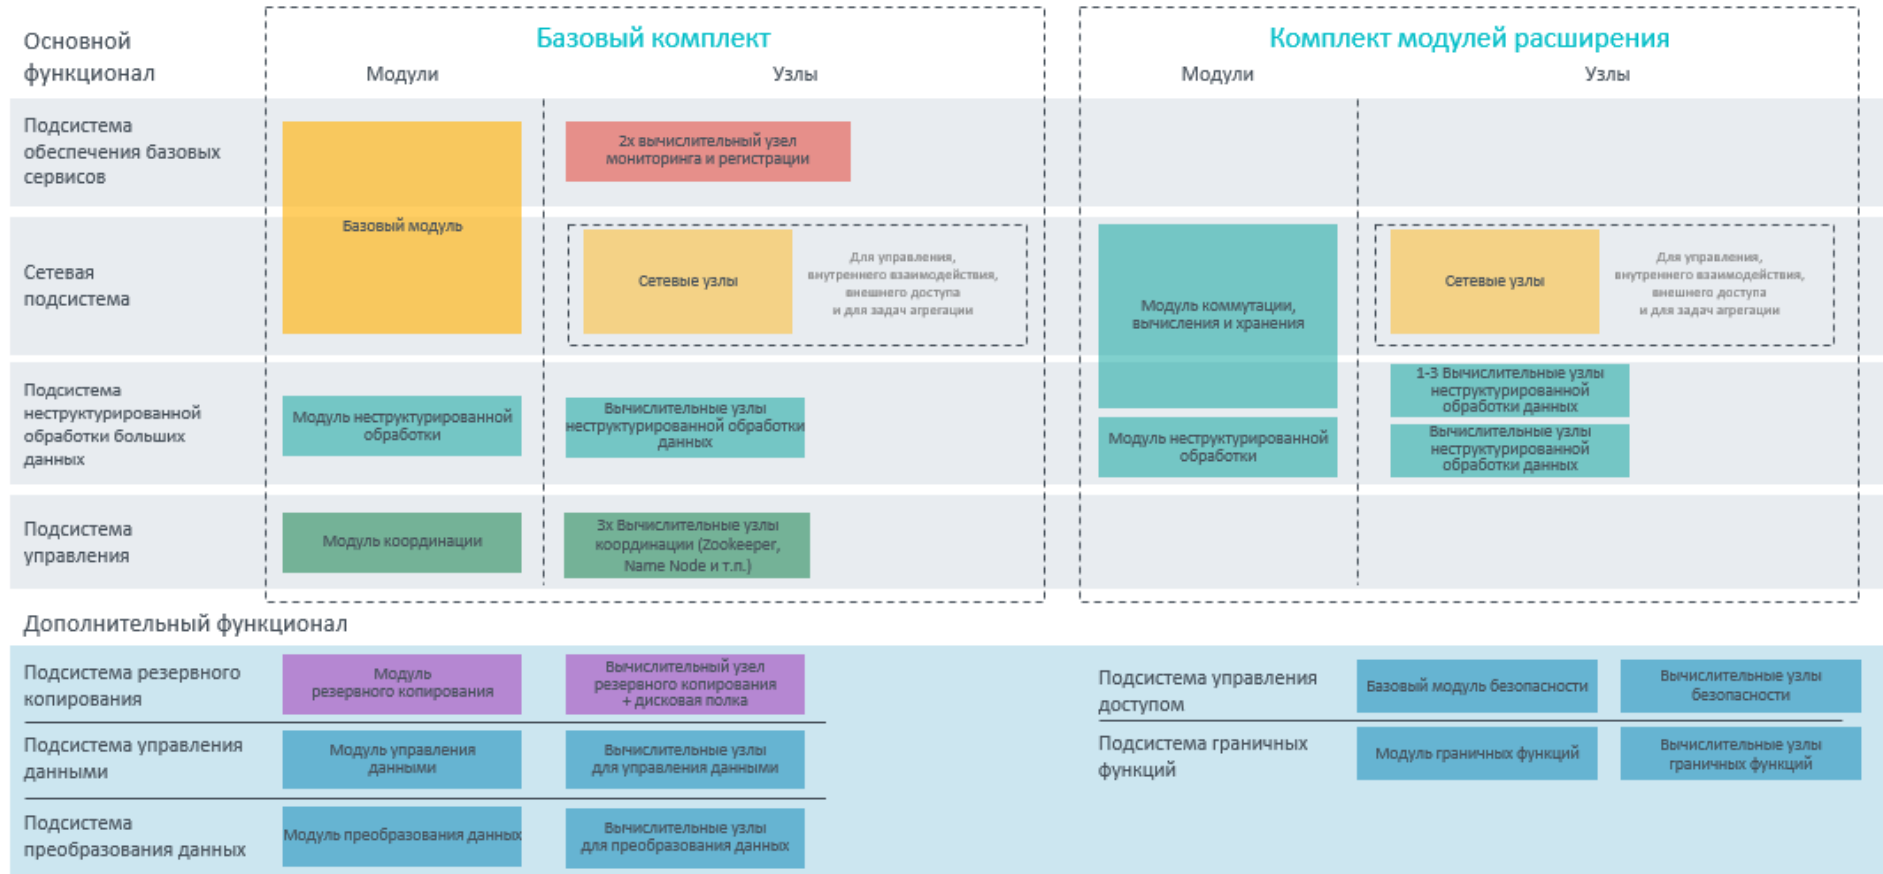 Основной
функционал
Базовый комплект
Модули
Узлы
Комплект модулей расширения
Модули
Узлы
Подсистема
обеспечения базовых
сервисов
Базовый модуль
2х вычислительный узел
мониторинга и регистрации
Сетевая
подсистема
Сетевые узлы
Для управления,
внутреннего взаимодействия,
внешнего доступа
и для задач агрегации
Модуль коммутации,
вычисления и хранения
Сетевые узлы
Для управления,
внутреннего взаимодействия,
внешнего доступа
и для задач агрегации
Подсистема
неструктурированной
обработки больших
данных
Модуль неструктурированной
обработки
Вычислительные узлы
неструктурированной обработки
данных
Модуль неструктурированной
обработки
1-3 Вычислительные узлы
неструктурированной
обработки данных
Вычислительные узлы
неструктурированной
обработки данных
Подсистема
управления
Модуль координации
3х Вычислительные узлы
координации (Zookeeper,
Name Node и т.п.)
Дополнительный функционал
Подсистема резервного
копирования
Модуль
резервного копирования
Вычислительный узел
резервного копирования
+ дисковая полка
Подсистема управления
данными
Модуль управления
данными
Вычислительные узлы
для управления данными
Подсистема
преобразования данных
Модуль преобразования данных
Вычислительные узлы
для преобразования данных
Подсистема управления
доступом
Базовый модуль безопасности
Вычислительные узлы
безопасности
Подсистема граничных
функций
Модуль граничных функций
Вычислительные узлы
граничных функций